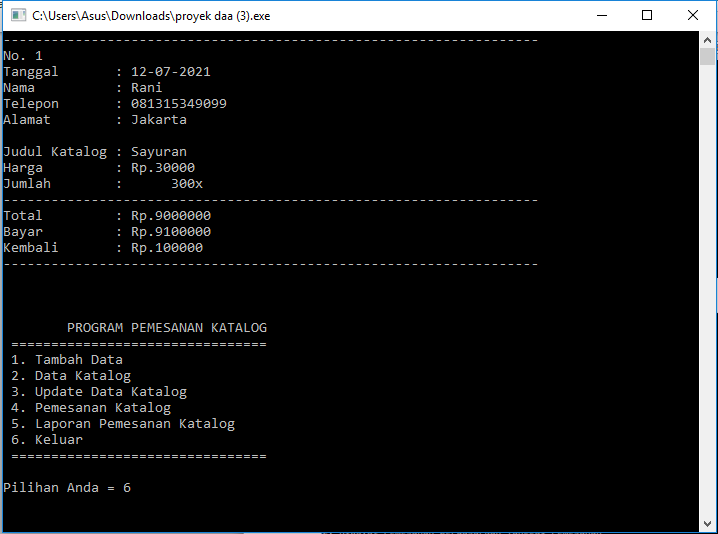 C:\Users\Asus\Downloads\proyek daa (3).exe
-------------------------------------------------------------------
No. 1
Tanggal       : 12-07-2021
Nama          : Rani
Telepon       : 081315349099
Alamat        : Jakarta
Judul Katalog : Sayuran
Harga         : Rp.30000
Jumlah        :      300x
-------------------------------------------------------------------
Total         : Rp.9000000
Bayar         : Rp.9100000
Kembali       : Rp.100000
-------------------------------------------------------------------
PROGRAM PEMESANAN KATALOG
================================
1. Tambah Data
2. Data Katalog
3. Update Data Katalog
4. Pemesanan Katalog
5. Laporan Pemesanan Katalog
6. Keluar
================================
Pilihan Anda = 6